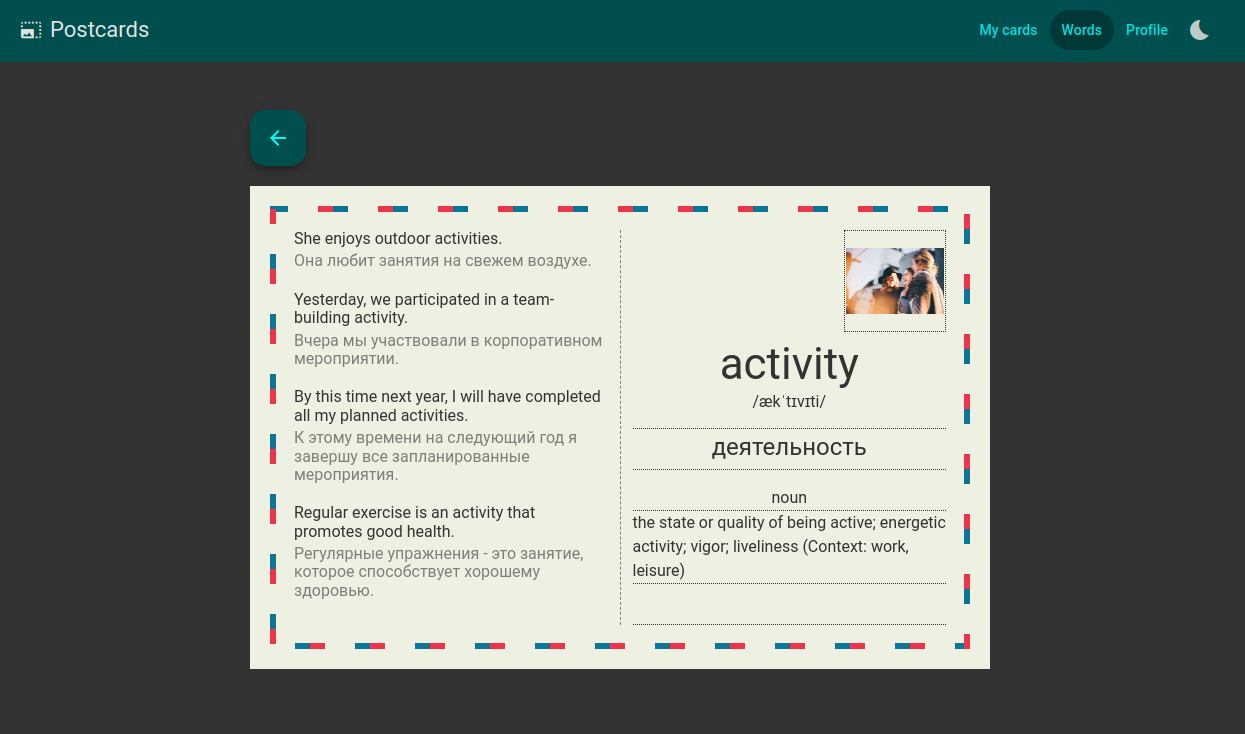 Postcards
My cards
Words
Profile
She enjoys outdoor activities.
Она любит занятия на свежем воздухе.
Yesterday, we participated in a team-
building activity.
Вчера мы участвовали в корпоративном
мероприятии.
By this time next year, I will have completed
all my planned activities.
К этому времени на следующий год я
завершу все запланированные
мероприятия.
Regular exercise is an activity that
promotes good health.
Регулярные упражнения - это занятие,
которое способствует хорошему
здоровью.
activity
/ækˈtɪvɪti/
деятельность
noun
the state or quality of being active; energetic
activity; vigor; liveliness (Context: work,
leisure)